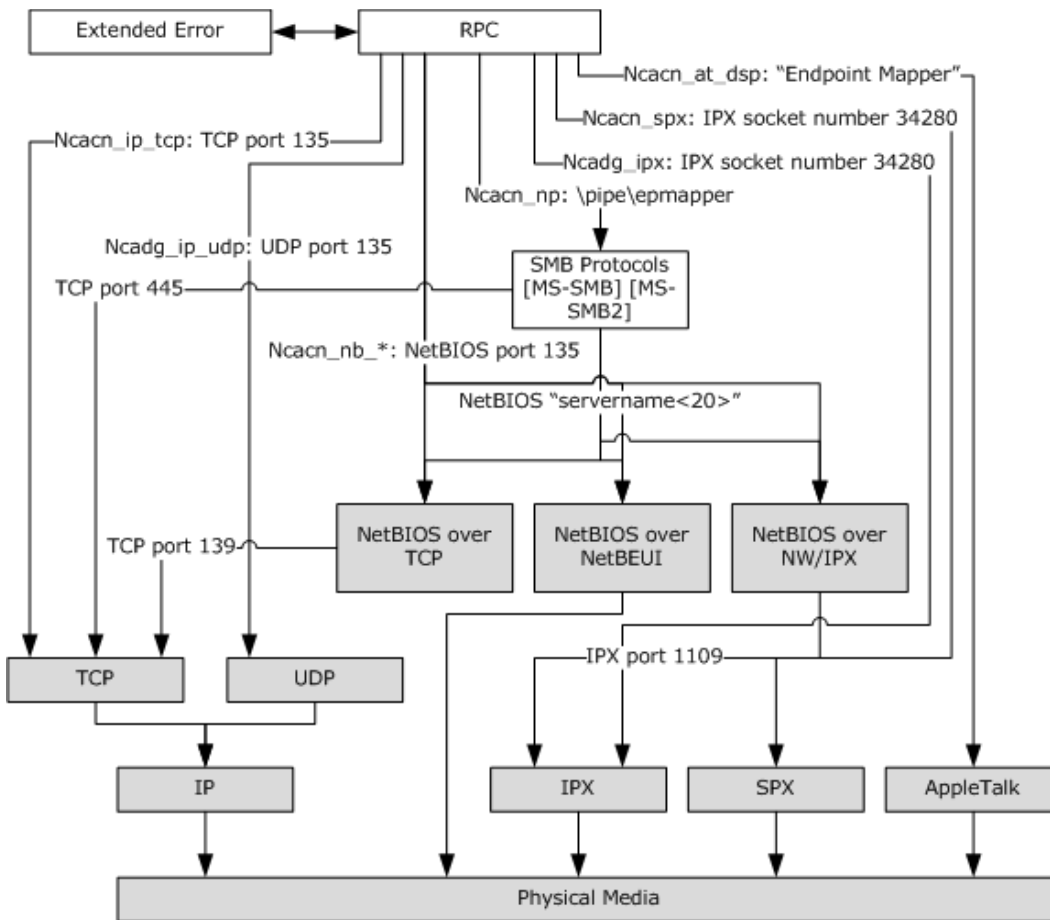 Extended Error
RPC
Ncacn_at_dsp: “Endpoint Mapper”
Ncacn_spx: IPX socket number 34280
Ncacn_ip_tcp: TCP port 135
Ncadg_ipx: IPX socket number 34280
Ncacn_np: \pipe\epmapper
Ncadg_ip_udp: UDP port 135
SMB Protocols
[MS-SMB] [MS-
SMB2]
TCP port 445
Ncacn_nb_*: NetBIOS port 135
NetBIOS “servername<20>”
NetBIOS over
TCP
NetBIOS over
NetBEUI
NetBIOS over
NW/IPX
TCP port 139
IPX port 1109
TCP
UDP
IP
IPX
SPX
AppleTalk
Physical Media